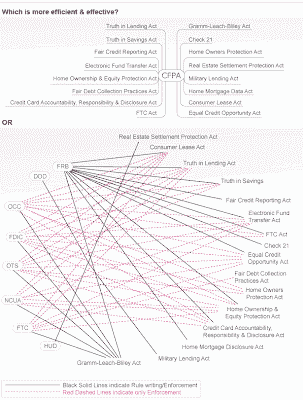 Which is more efficient & effective?
Truth in Lending Act
Truth in Savings Act
Fair Credit Reporting Act
Electronic Fund Transfer Act
Home Ownership & Equity Protection Act
Fair Debt Collection Practices Act
Credit Card Accountability, Responsibility & Disclosure Act
FTC Act
CFPA
Gramm-Leach-Bliley Act
Check 21
Home Owners Protection Act
Real Estate Settlement Protection Act
Military Lending Act
Home Mortgage Data Act
Consumer Lease Act
Equal Credit Opportunity Act
OR
Real Estate Settlement Protection Act
Consumer Lease Act
Truth in Lending Act
Truth in Savings
Fair Credit Reporting Act
Electronic Fund
Transfer Act
FTC Act
Check 21
Equal Credit
Opportunity Act
Fair Debt Collection
Practices Act
Home Owners
Protection Act
Home Ownership &
Equity Protection Act
Credit Card Accountability,
Responsibility & Disclosure Act
Home Mortgage Disclosure Act
Military Lending Act
Gramm-Leach-Bliley Act
FRB
DOD
OCC
FDIC
OTS
NCUA
FTC
HUD
Black Solid Lines indicate Rule writing/Enforcement
Red Dashed Lines indicate only Enforcement